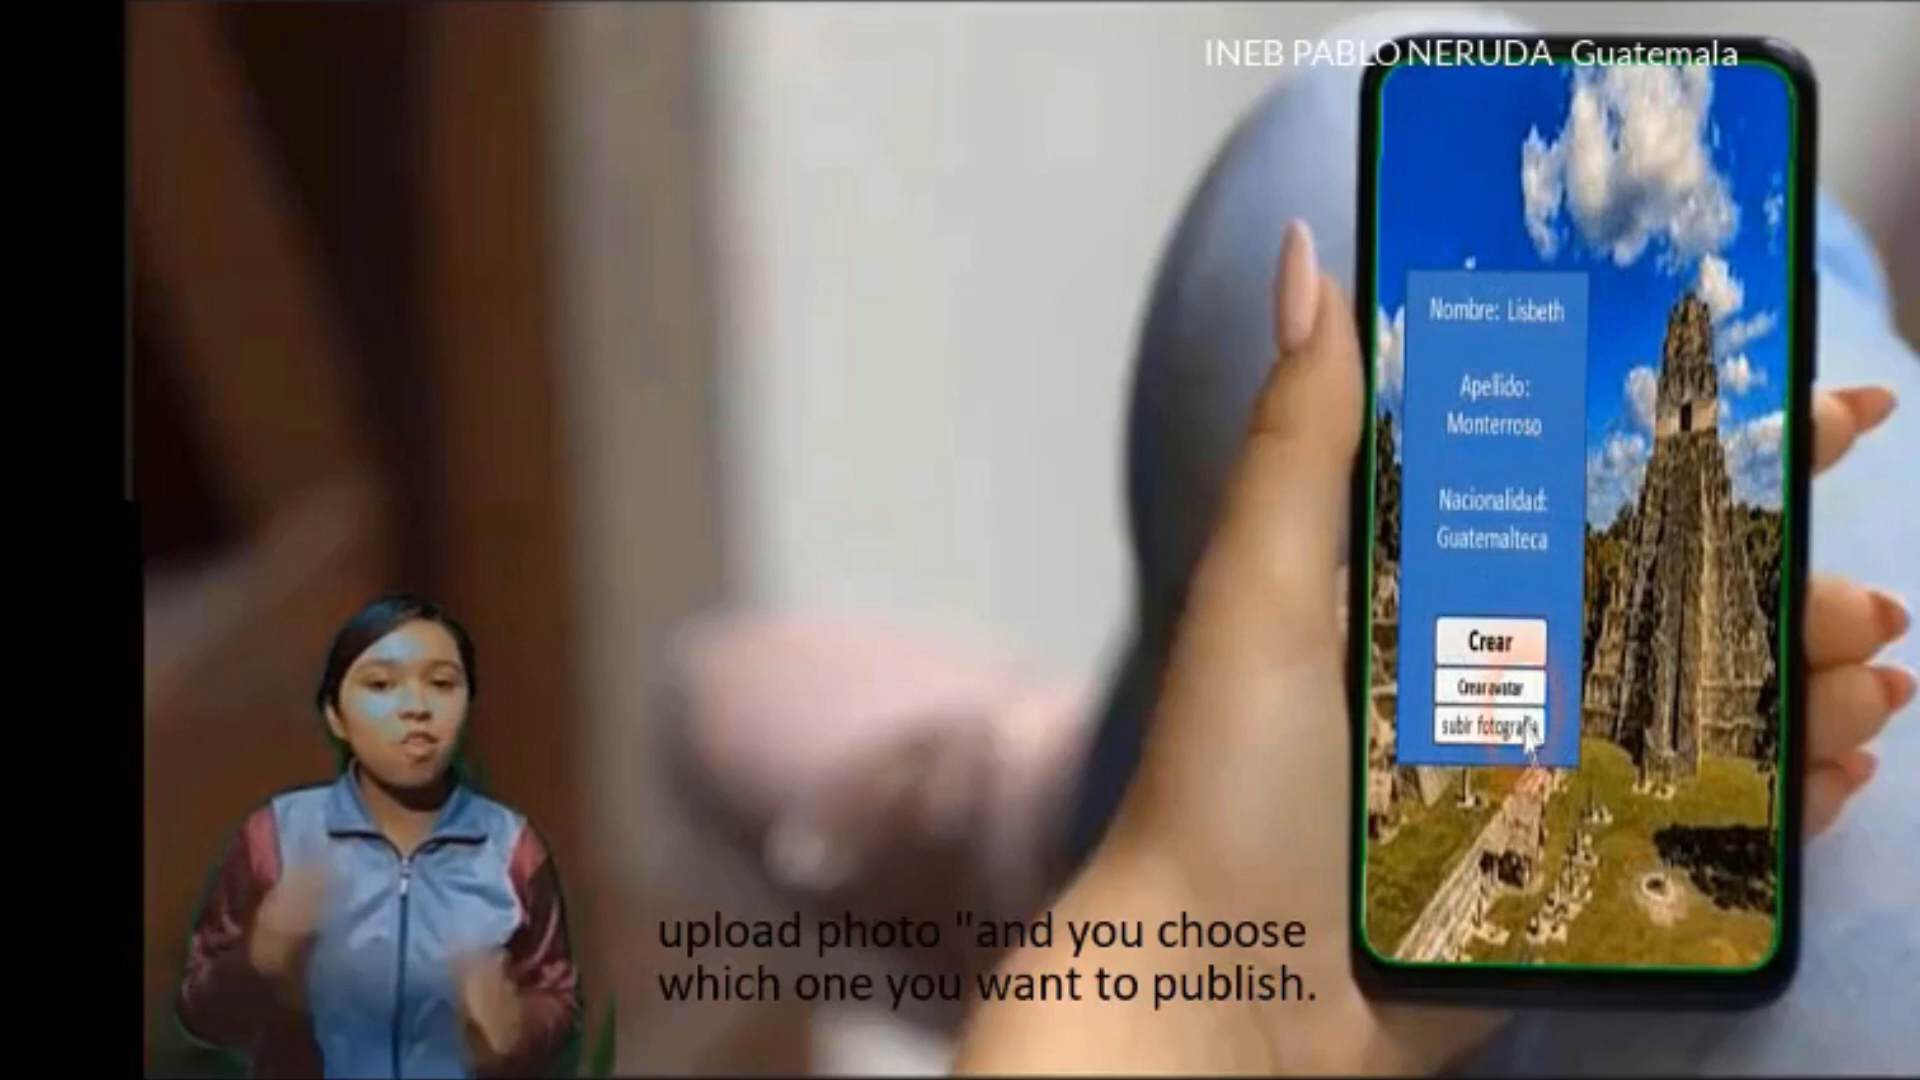 INEB PABLO NERUDA Guatemala
Nombre: Lisbeth
Apellido:
Monterroso
Nacionalidad:
Guatemalteca
Crear
Crear avatar
subir fotografia
upload photo "and you choose
which one you want to publish.